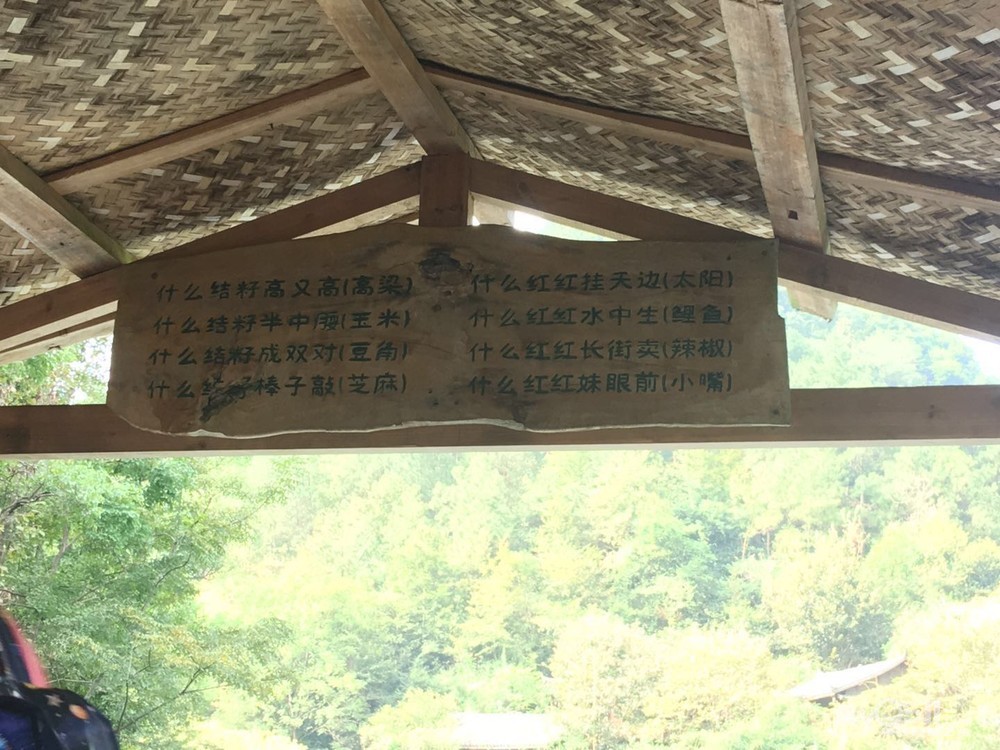 什么结籽高又高(高粱)
什么结籽半中腰(玉米)
什么结籽成双对(豆角)
什么结籽棒子敲(芝麻)
什么红红挂天边(太阳)
什么红红水中生(鲤鱼)
什么红红长街卖(辣椒)
什么红红妹眼前(小嘴)